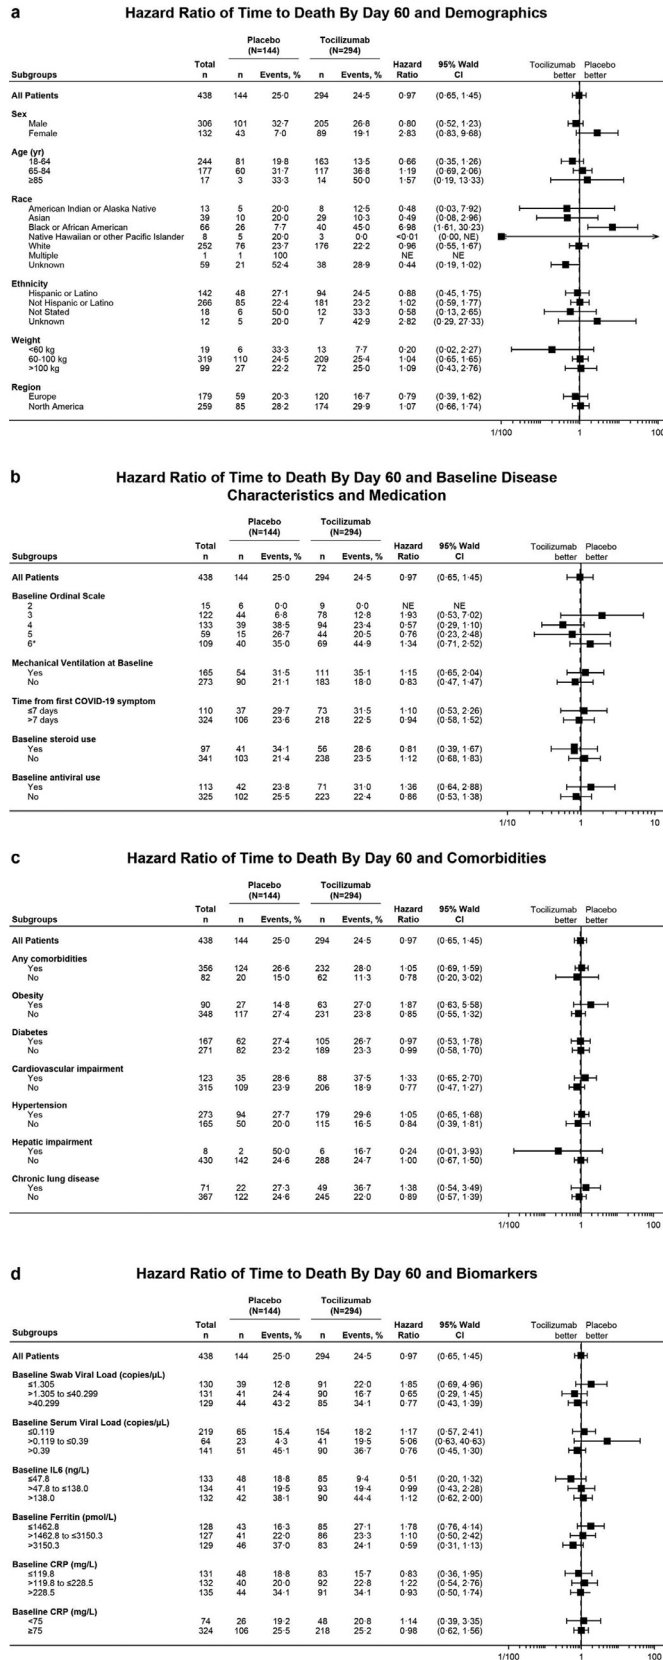 a
Hazard Ratio of Time to Death By Day 60 and Demographics
Placebo (N=144) Tocilizumab (N=294)
Subgroups Total n n Events, % n Events, % Hazard Ratio 95% Wald CI Tocilizumab better Placebo better
All Patients 438 144 25·0 294 24·5 0·97 (0·65, 1·45)
Sex
Male 306 101 32·7 205 26·8 0·80 (0·52, 1·23)
Female 132 43 7·0 89 19·1 2·83 (0·83, 9·68)
Age (yr)
18-64 244 81 19·8 163 13·5 0·66 (0·35, 1·26)
65-84 177 60 31·7 117 36·8 1·19 (0·69, 2·06)
≥85 17 3 33·3 14 50·0 1·57 (0·19, 13·33)
Race
American Indian or Alaska Native 13 5 20·0 8 12·5 0·48 (0·03, 7·92)
Asian 39 10 20·0 29 10·3 0·49 (0·08, 2·96)
Black or African American 66 26 7·7 40 45·0 6·98 (1·61, 30·23)
Native Hawaiian or other Pacific Islander 8 5 20·0 3 0·0 <0·01 (0·00, NE)
White 252 76 23·7 176 22·2 0·96 (0·55, 1·67)
Multiple 1 1 100 NE NE
Unknown 59 21 52·4 38 28·9 0·44 (0·19, 1·02)
Ethnicity
Hispanic or Latino 142 48 27·1 94 24·5 0·88 (0·45, 1·75)
Not Hispanic or Latino 266 85 22·4 181 23·2 1·02 (0·59, 1·77)
Not Stated 18 6 50·0 12 33·3 0·58 (0·13, 2·65)
Unknown 12 5 20·0 7 42·9 2·82 (0·29, 27·33)
Weight
<60 kg 19 6 33·3 13 7·7 0·20 (0·02, 2·27)
60-100 kg 319 110 24·5 209 25·4 1·04 (0·65, 1·65)
>100 kg 99 27 22·2 72 25·0 1·09 (0·43, 2·76)
Region
Europe 179 59 20·3 120 16·7 0·79 (0·39, 1·62)
North America 259 85 28·2 174 29·9 1·07 (0·66, 1·74)
1/100 1 100
b
Hazard Ratio of Time to Death By Day 60 and Baseline Disease
Characteristics and Medication
Placebo (N=144) Tocilizumab (N=294)
Subgroups Total n n Events, % n Events, % Hazard Ratio 95% Wald CI Tocilizumab better Placebo better
All Patients 438 144 25·0 294 24·5 0·97 (0·65, 1·45)
Baseline Ordinal Scale
2 15 6 0·0 9 0·0 NE NE
3 122 44 6·8 78 12·8 1·93 (0·53, 7·02)
4 133 39 38·5 94 23·4 0·57 (0·29, 1·10)
5 59 15 26·7 44 20·5 0·76 (0·23, 2·48)
6* 109 40 35·0 69 44·9 1·34 (0·71, 2·52)
Mechanical Ventilation at Baseline
Yes 165 54 31·5 111 35·1 1·15 (0·65, 2·04)
No 273 90 21·1 183 18·0 0·83 (0·47, 1·47)
Time from first COVID-19 symptom
≤7 days 110 37 29·7 73 31·5 1·10 (0·53, 2·26)
>7 days 324 106 23·6 218 22·5 0·94 (0·58, 1·52)
Baseline steroid use
Yes 97 41 34·1 56 28·6 0·81 (0·39, 1·67)
No 341 103 21·4 238 23·5 1·12 (0·68, 1·83)
Baseline antiviral use
Yes 113 42 23·8 71 31·0 1·36 (0·64, 2·88)
No 325 102 25·5 223 22·4 0·86 (0·53, 1·38)
1/10 1 10
c
Hazard Ratio of Time to Death By Day 60 and Comorbidities
Placebo (N=144) Tocilizumab (N=294)
Subgroups Total n n Events, % n Events, % Hazard Ratio 95% Wald CI Tocilizumab better Placebo better
All Patients 438 144 25·0 294 24·5 0·97 (0·65, 1·45)
Any comorbidities
Yes 356 124 26·6 232 28·0 1·05 (0·69, 1·59)
No 82 20 15·0 62 11·3 0·78 (0·20, 3·02)
Obesity
Yes 90 27 14·8 63 27·0 1·87 (0·63, 5·58)
No 348 117 27·4 231 23·8 0·85 (0·55, 1·32)
Diabetes
Yes 167 62 27·4 105 26·7 0·97 (0·53, 1·78)
No 271 82 23·2 189 23·3 0·99 (0·58, 1·70)
Cardiovascular impairment
Yes 123 35 28·6 88 37·5 1·33 (0·65, 2·70)
No 315 109 23·9 206 18·9 0·77 (0·47, 1·27)
Hypertension
Yes 273 94 27·7 179 29·6 1·05 (0·65, 1·68)
No 165 50 20·0 115 16·5 0·84 (0·39, 1·81)
Hepatic impairment
Yes 8 2 50·0 6 16·7 0·24 (0·01, 3·93)
No 430 142 24·6 288 24·7 1·00 (0·67, 1·50)
Chronic lung disease
Yes 71 22 27·3 49 36·7 1·38 (0·54, 3·49)
No 367 122 24·6 245 22·0 0·89 (0·57, 1·39)
1/100 1 100
d
Hazard Ratio of Time to Death By Day 60 and Biomarkers
Placebo (N=144) Tocilizumab (N=294)
Subgroups Total n n Events, % n Events, % Hazard Ratio 95% Wald CI Tocilizumab better Placebo better
All Patients 438 144 25·0 294 24·5 0·97 (0·65, 1·45)
Baseline Swab Viral Load (copies/µL)
≤1.305 130 39 12·8 91 22·0 1·85 (0·69, 4·96)
>1.305 to ≤40.299 131 41 24·4 90 16·7 0·65 (0·29, 1·45)
>40.299 129 44 43·2 85 34·1 0·77 (0·43, 1·39)
Baseline Serum Viral Load (copies/µL)
≤0.119 219 65 15·4 154 18·2 1·17 (0·57, 2·41)
>0.119 to ≤0.39 64 23 4·3 41 19·5 5·06 (0·63, 40·63)
>0.39 141 51 45·1 90 36·7 0·76 (0·45, 1·30)
Baseline IL6 (ng/L)
≤47.8 133 48 18·8 85 9·4 0·51 (0·20, 1·32)
>47.8 to ≤138.0 134 41 19·5 93 19·4 0·99 (0·43, 2·28)
>138.0 132 42 38·1 90 44·4 1·12 (0·62, 2·00)
Baseline Ferritin (pmol/L)
≤1462.8 128 43 16·3 85 27·1 1·78 (0·76, 4·14)
>1462.8 to ≤3150.3 127 41 22·0 86 23·3 1·10 (0·50, 2·42)
>3150.3 129 46 37·0 83 24·1 0·59 (0·31, 1·13)
Baseline CRP (mg/L)
≤119.8 131 48 18·8 83 15·7 0·83 (0·36, 1·95)
>119.8 to ≤228.5 132 40 20·0 92 22·8 1·22 (0·54, 2·76)
>228.5 135 44 34·1 91 34·1 0·93 (0·50, 1·74)
Baseline CRP (mg/L)
<75 74 26 19·2 48 20·8 1·14 (0·39, 3·35)
≥75 324 106 25·5 218 25·2 0·98 (0·62, 1·56)
1/100 1 100